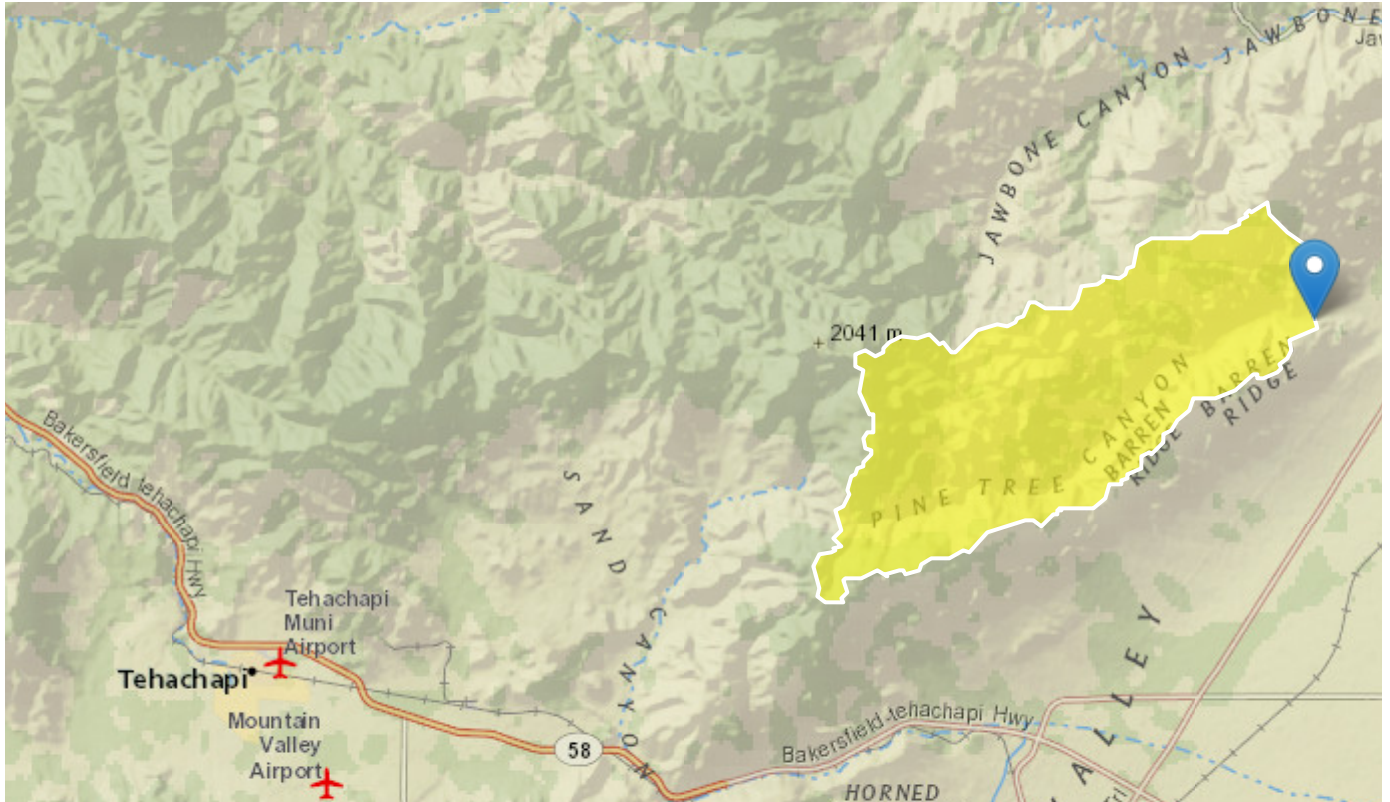 JAWBONE
Jaw
JAWBONE CANYON
2041 m
BARREN
RIDGE
BARREN
RIDGE
PINE TREE CANYON
Bakersfield-tehachapi Hwy
SAND CANYON
Tehachapi
Muni
Airport
Tehachapi
Mountain
Valley
Airport
58
Bakersfield-tehachapi Hwy
HORNED
ALLEY